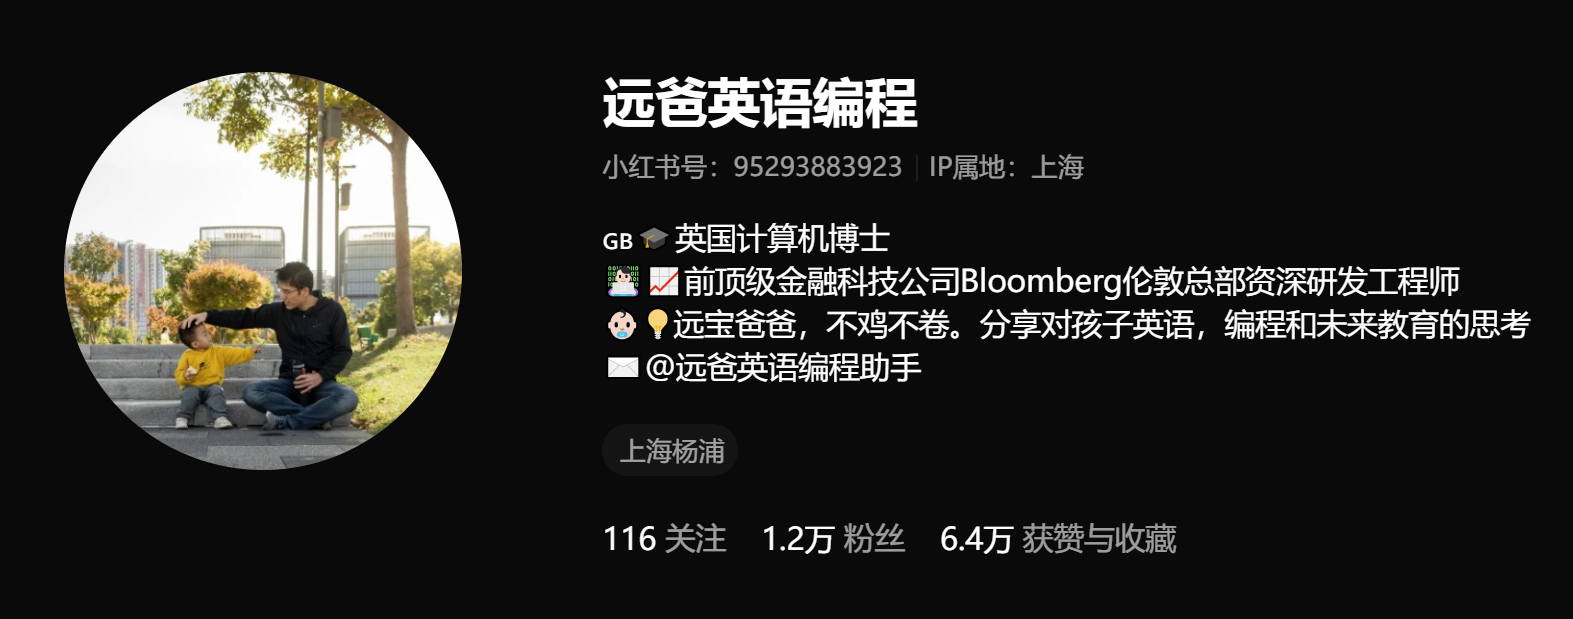 远爸英语编程
小红书号：95293883923 IP属地：上海
GB🎓英国计算机博士
👨🏻‍💻📈前顶级金融科技公司Bloomberg伦敦总部资深研发工程师
👶🏻💡远宝爸爸，不鸡不卷。分享对孩子英语，编程和未来教育的思考
✉️@远爸英语编程助手
上海杨浦
116 关注 1.2万 粉丝 6.4万 获赞与收藏